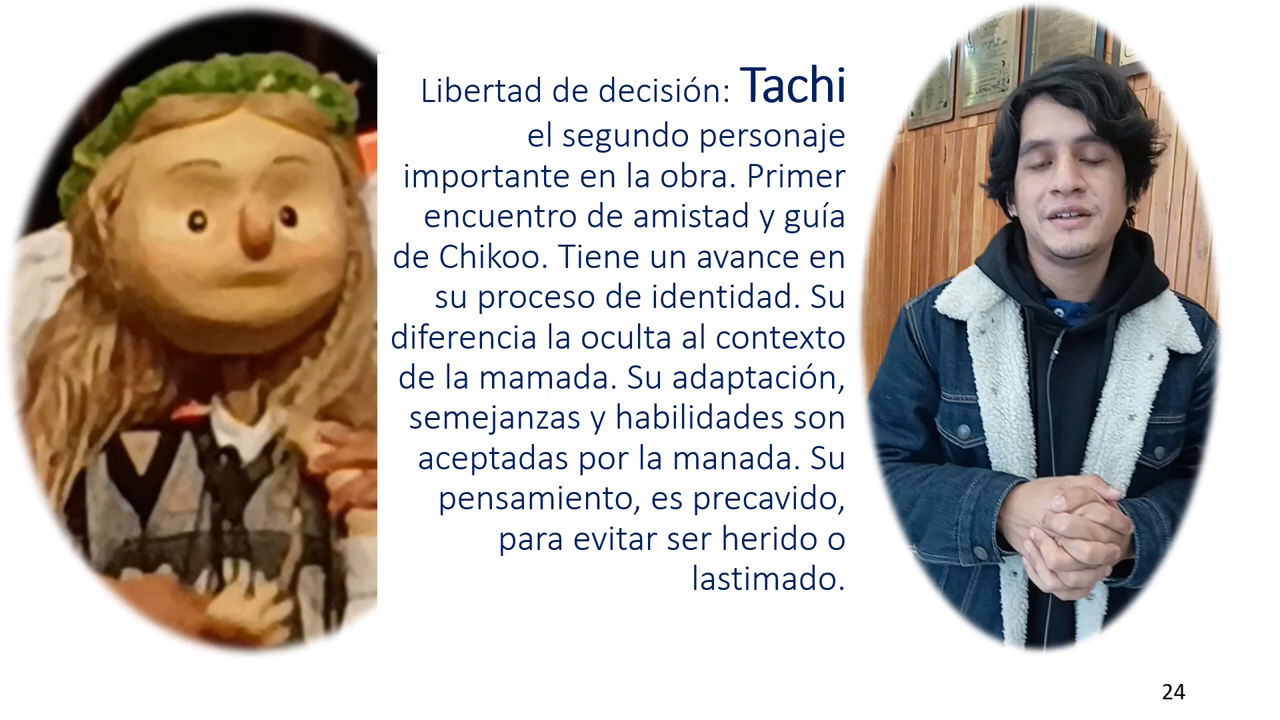 Libertad de decisión: Tachi
el segundo personaje
importante en la obra. Primer
encuentro de amistad y guía
de Chikoo. Tiene un avance en
su proceso de identidad. Su
diferencia la oculta al contexto
de la mamada. Su adaptación,
semejanzas y habilidades son
aceptadas por la manada. Su
pensamiento, es precavido,
para evitar ser herido o
lastimado.
24